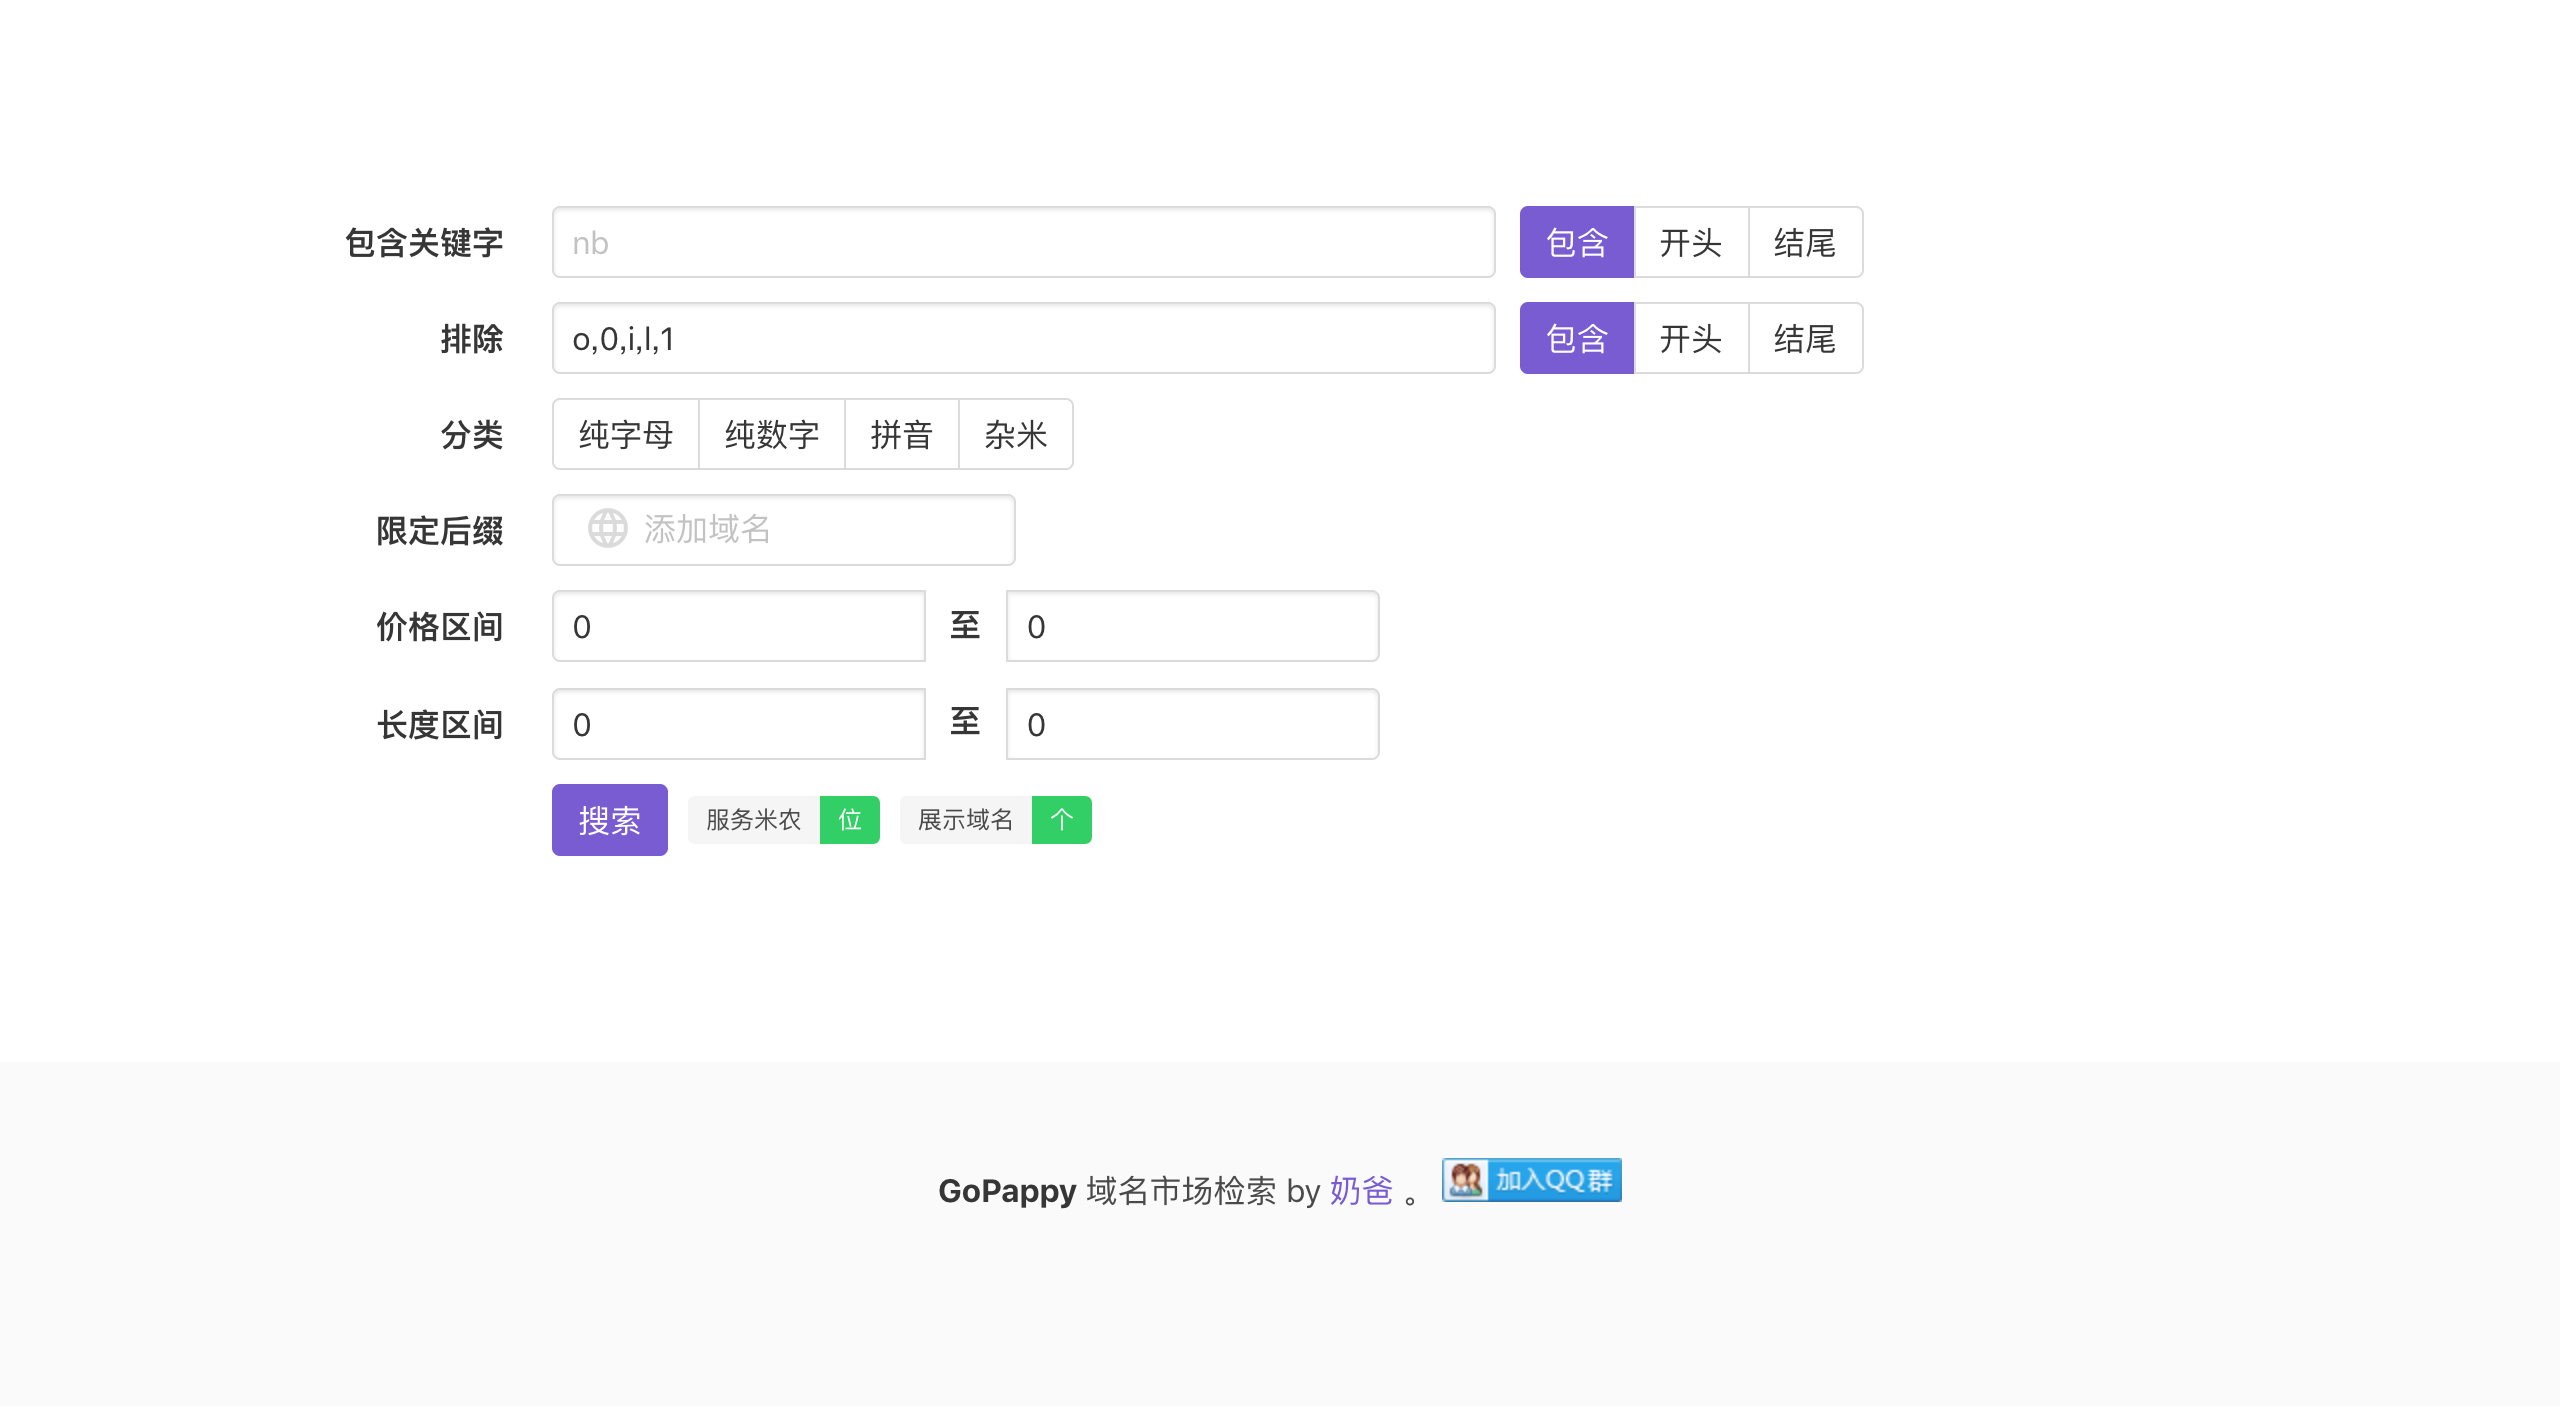 包含关键字 nb 包含 开头 结尾
排除 o,0,i,l,1 包含 开头 结尾
分类 纯字母 纯数字 拼音 杂米
限定后缀 添加域名
价格区间 0 至 0
长度区间 0 至 0
搜索 服务米农 位 展示域名 个
GoPappy 域名市场检索 by 奶爸 。 加入QQ群